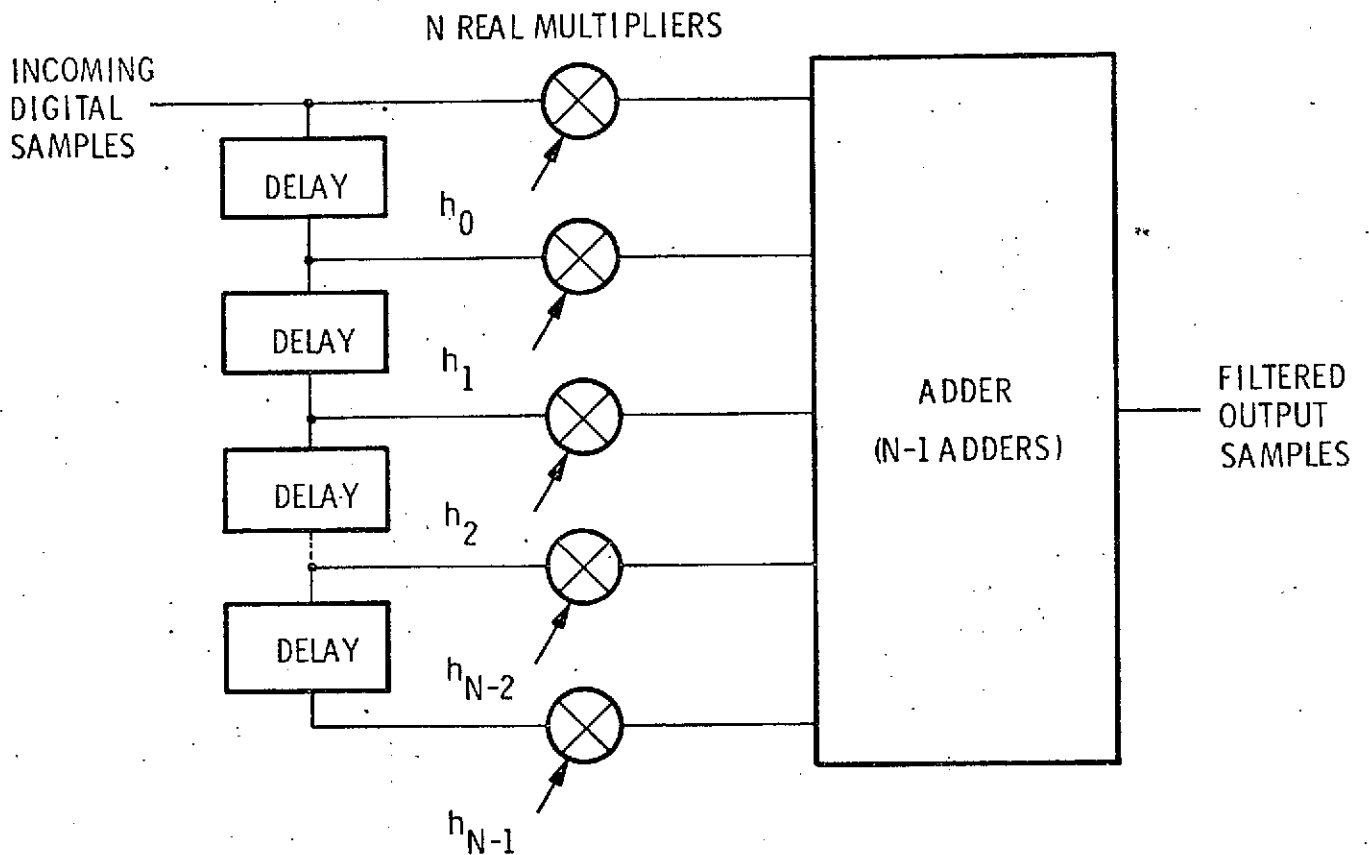 N REAL MULTIPLIERS
INCOMING
DIGITAL
SAMPLES
DELAY
h0
DELAY
h1
DELAY
h2
DELAY
hN-2
hN-1
ADDER
(N-1 ADDERS)
FILTERED
OUTPUT
SAMPLES